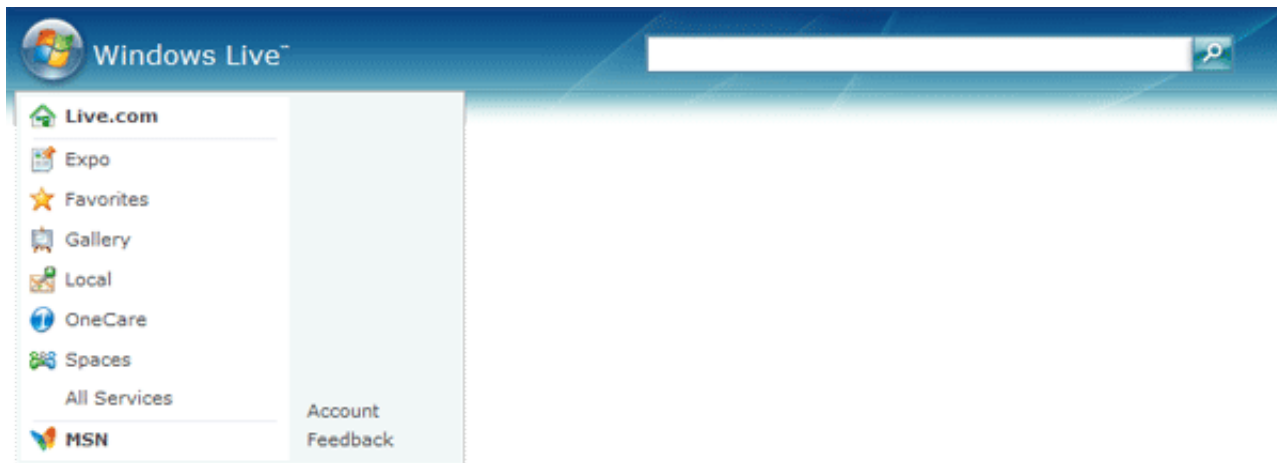 Windows Live™
Live.com
Expo
Favorites
Gallery
Local
OneCare
Spaces
All Services
MSN
Account
Feedback